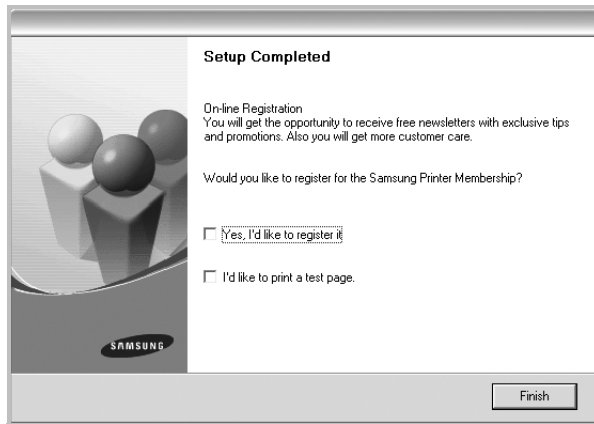 Setup Completed
On-line Registration
You will get the opportunity to receive free newsletters with exclusive tips
and promotions. Also you will get more customer care.
Would you like to register for the Samsung Printer Membership?
Yes, I'd like to register it
I'd like to print a test page.
SAMSUNG
Finish